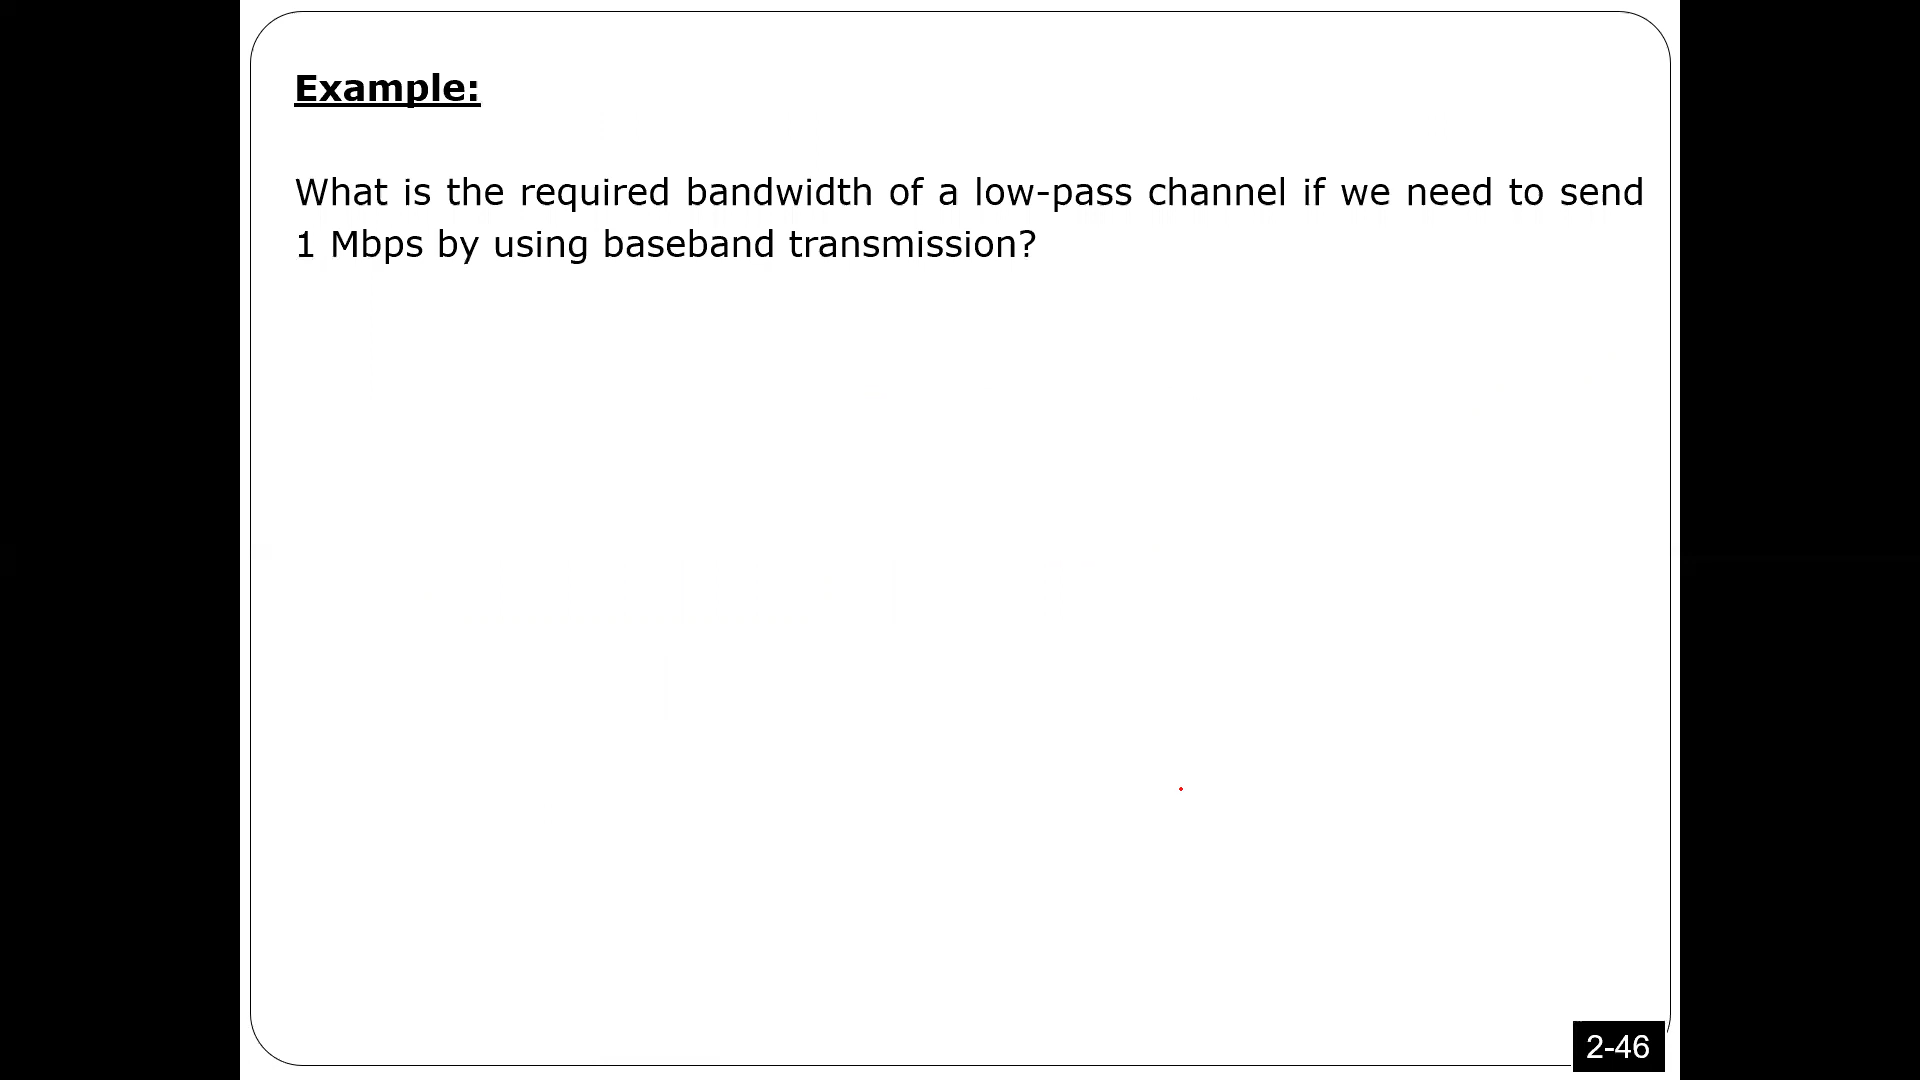 Example:
What is the required bandwidth of a low-pass channel if we need to send
1 Mbps by using baseband transmission?
2-46